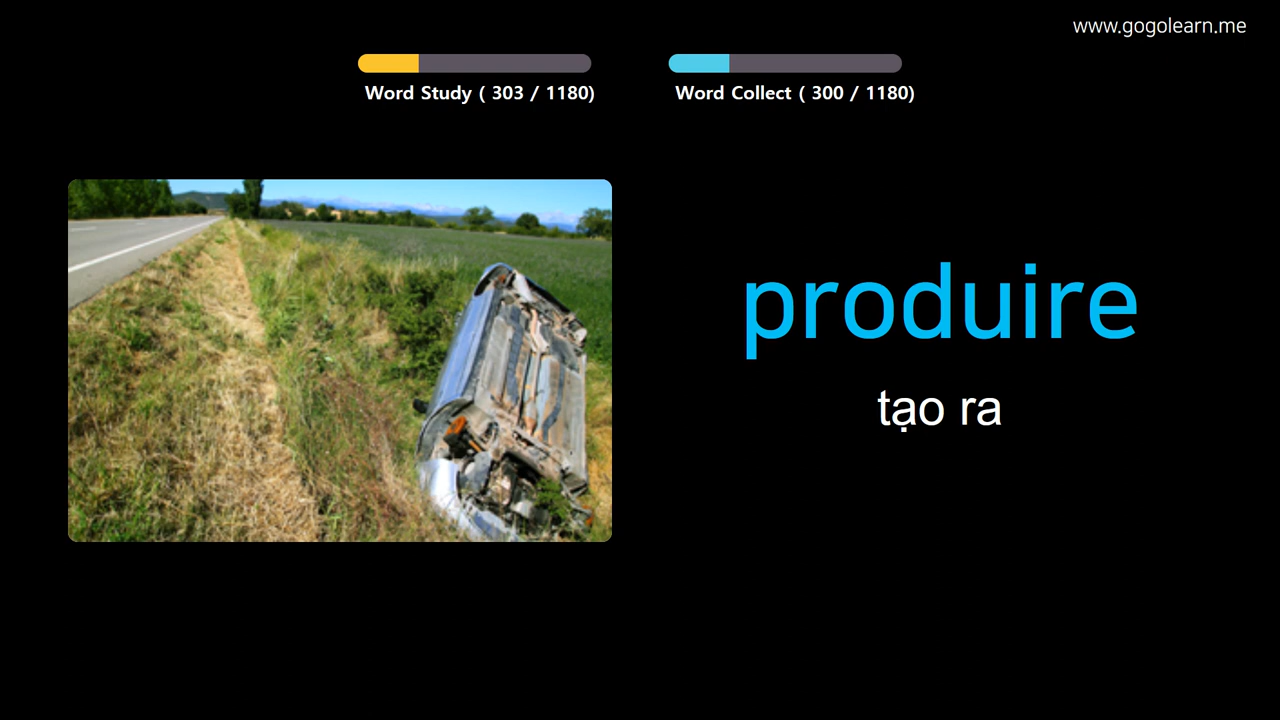 www.gogolearn.me
Word Study ( 303 / 1180)
Word Collect ( 300 / 1180)
produire
tạo ra